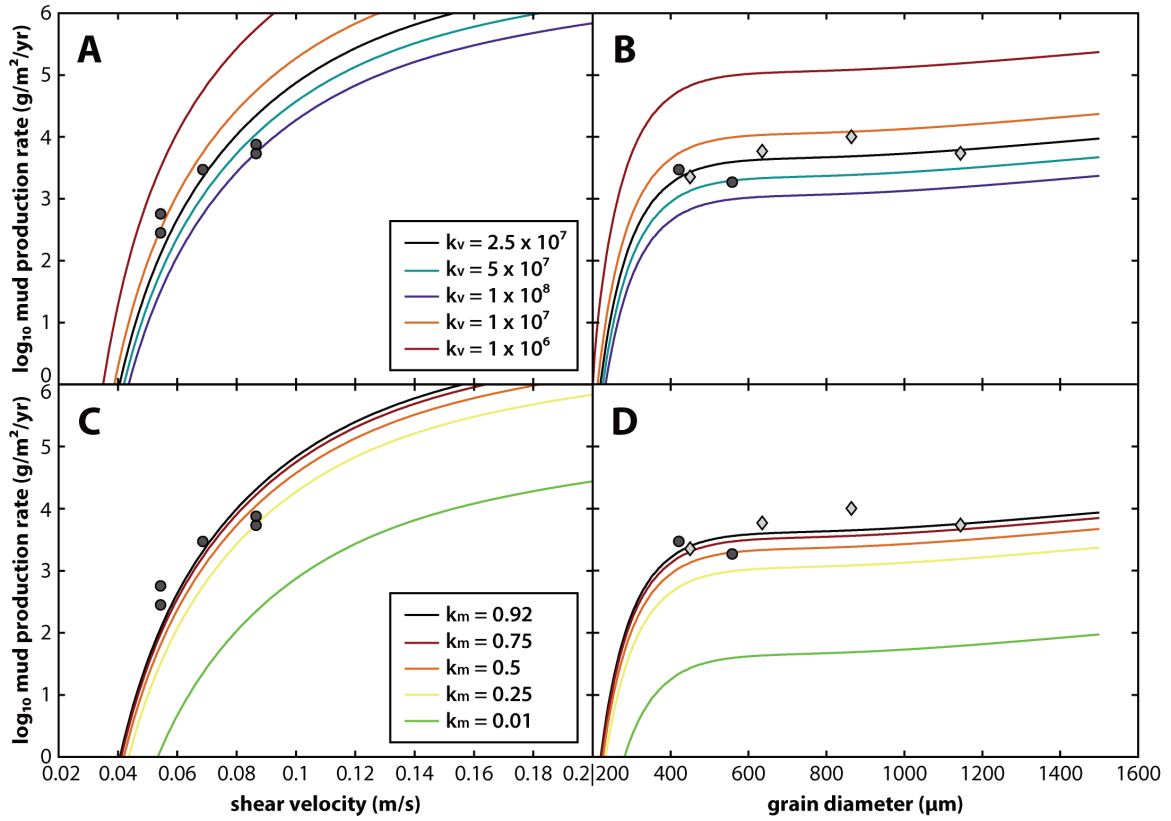 A
B
log₁₀ mud production rate (g/m²/yr)
6
5
4
3
2
1
0
kᵥ = 2.5 x 10⁷
kᵥ = 5 x 10⁷
kᵥ = 1 x 10⁸
kᵥ = 1 x 10⁷
kᵥ = 1 x 10⁶
C
D
log₁₀ mud production rate (g/m²/yr)
6
5
4
3
2
1
0
kₘ = 0.92
kₘ = 0.75
kₘ = 0.5
kₘ = 0.25
kₘ = 0.01
0.02 0.04 0.06 0.08 0.1 0.12 0.14 0.16 0.18 0.2 200 400 600 800 1000 1200 1400 1600
shear velocity (m/s) grain diameter (μm)